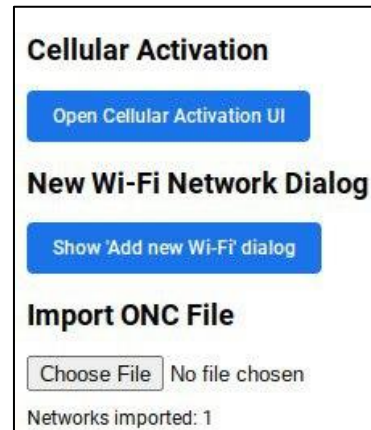 Cellular Activation
Open Cellular Activation UI
New Wi-Fi Network Dialog
Show 'Add new Wi-Fi' dialog
Import ONC File
Choose File No file chosen
Networks imported: 1